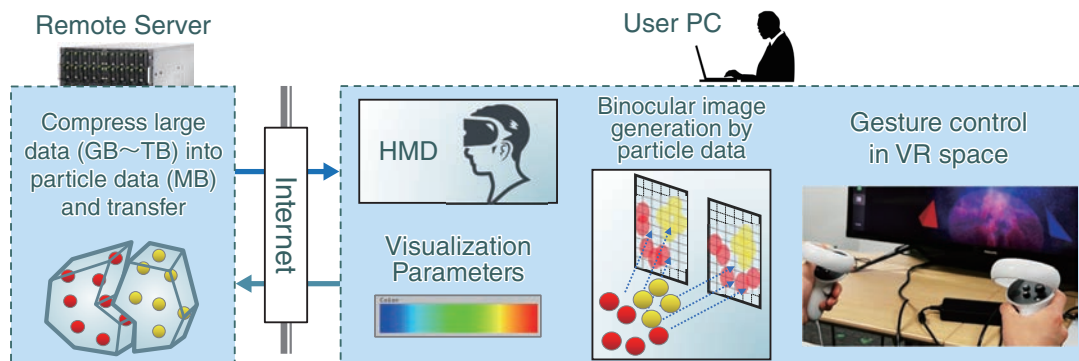 Remote Server
User PC
Compress large
data (GB～TB) into
particle data (MB)
and transfer
Internet
HMD
Visualization
Parameters
Color
Binocular image
generation by
particle data
Gesture control
in VR space